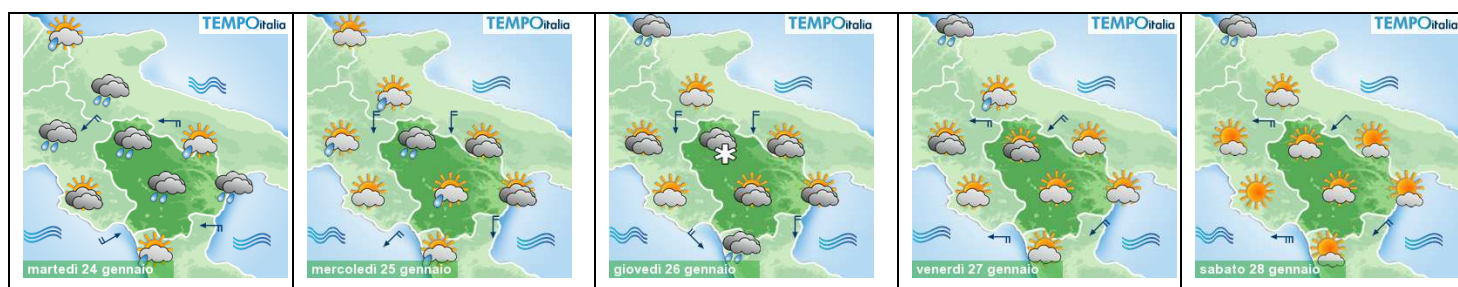 TEMPOitalia
martedì 24 gennaio
TEMPOitalia
mercoledì 25 gennaio
TEMPOitalia
giovedì 26 gennaio
TEMPOitalia
venerdì 27 gennaio
TEMPOitalia
sabato 28 gennaio